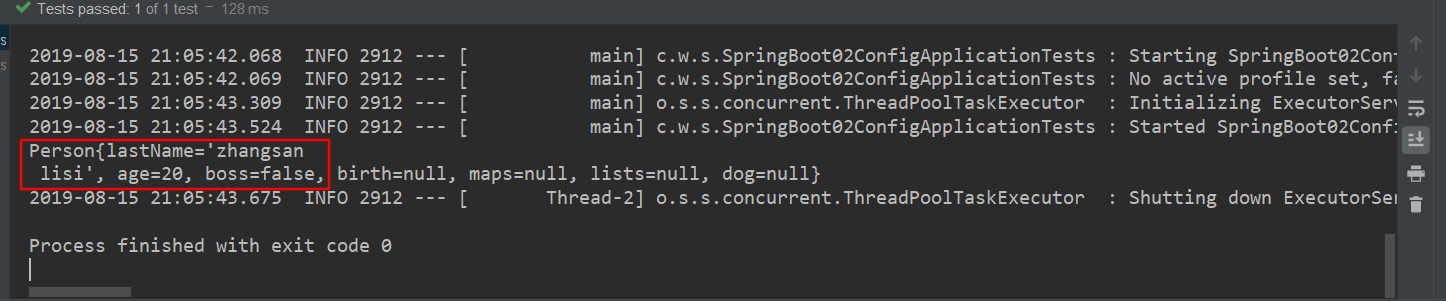 Tests passed: 1 of 1 test – 128 ms
2019-08-15 21:05:42.068  INFO 2912 --- [           main] c.w.s.SpringBoot02ConfigApplicationTests : Starting SpringBoot02Conf
2019-08-15 21:05:42.069  INFO 2912 --- [           main] c.w.s.SpringBoot02ConfigApplicationTests : No active profile set, fa
2019-08-15 21:05:43.309  INFO 2912 --- [           main] o.s.s.concurrent.ThreadPoolTaskExecutor  : Initializing ExecutorServ
2019-08-15 21:05:43.524  INFO 2912 --- [           main] c.w.s.SpringBoot02ConfigApplicationTests : Started SpringBoot02Confi
Person{lastName='zhangsan
 lisi', age=20, boss=false, birth=null, maps=null, lists=null, dog=null}
2019-08-15 21:05:43.675  INFO 2912 --- [       Thread-2] o.s.s.concurrent.ThreadPoolTaskExecutor  : Shutting down ExecutorSer
Process finished with exit code 0